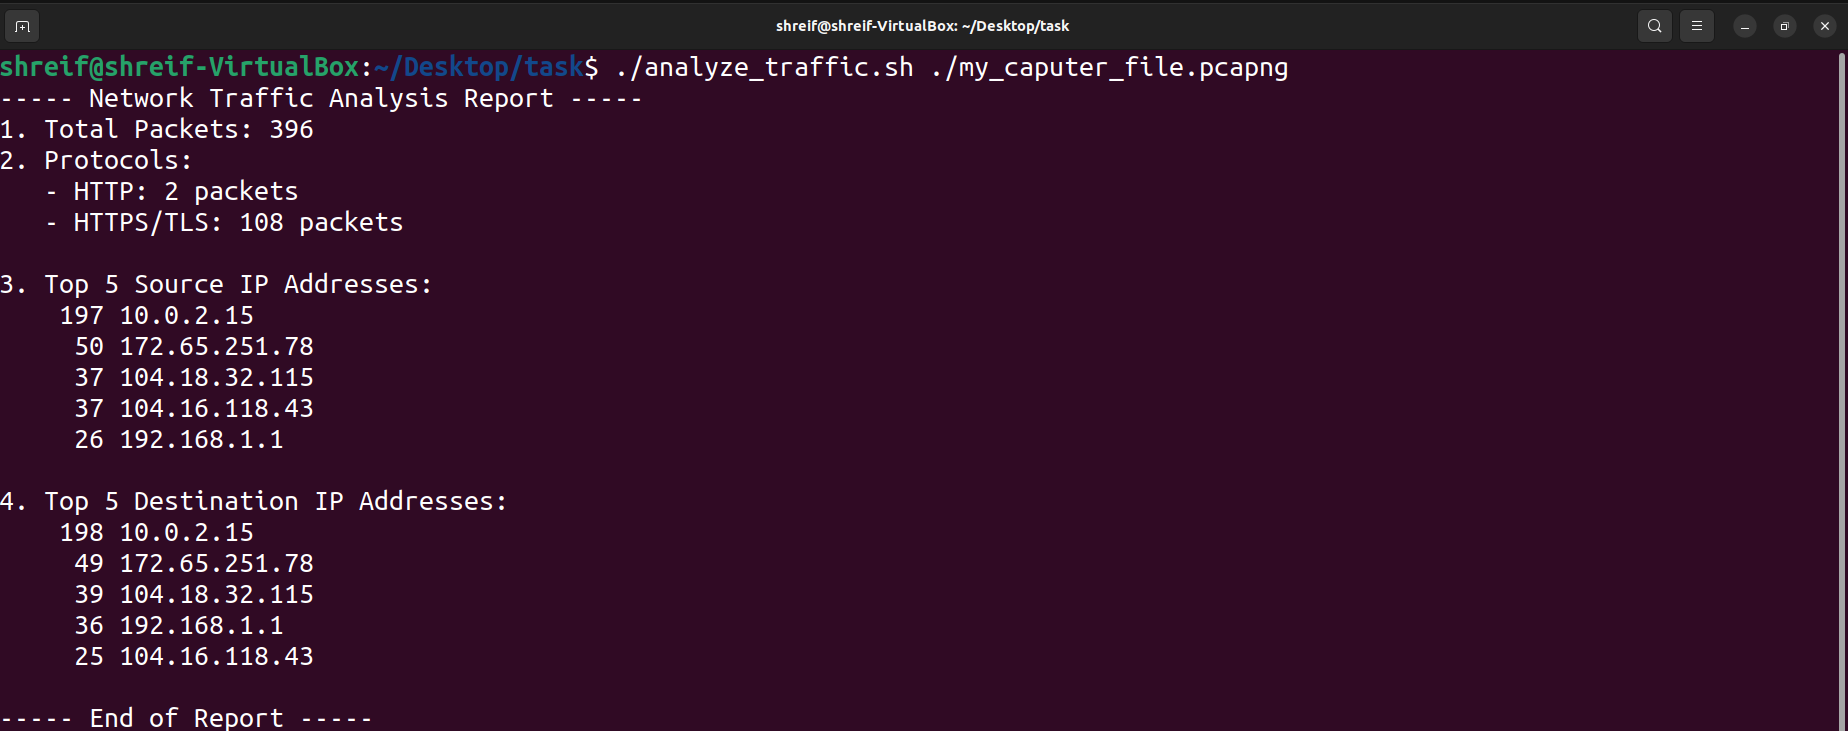 shreif@shreif-VirtualBox: ~/Desktop/task
shreif@shreif-VirtualBox:~/Desktop/task$ ./analyze_traffic.sh ./my_caputer_file.pcapng
----- Network Traffic Analysis Report -----
1. Total Packets: 396
2. Protocols:
   - HTTP: 2 packets
   - HTTPS/TLS: 108 packets

3. Top 5 Source IP Addresses:
    197 10.0.2.15
     50 172.65.251.78
     37 104.18.32.115
     37 104.16.118.43
     26 192.168.1.1

4. Top 5 Destination IP Addresses:
    198 10.0.2.15
     49 172.65.251.78
     39 104.18.32.115
     36 192.168.1.1
     25 104.16.118.43

----- End of Report -----